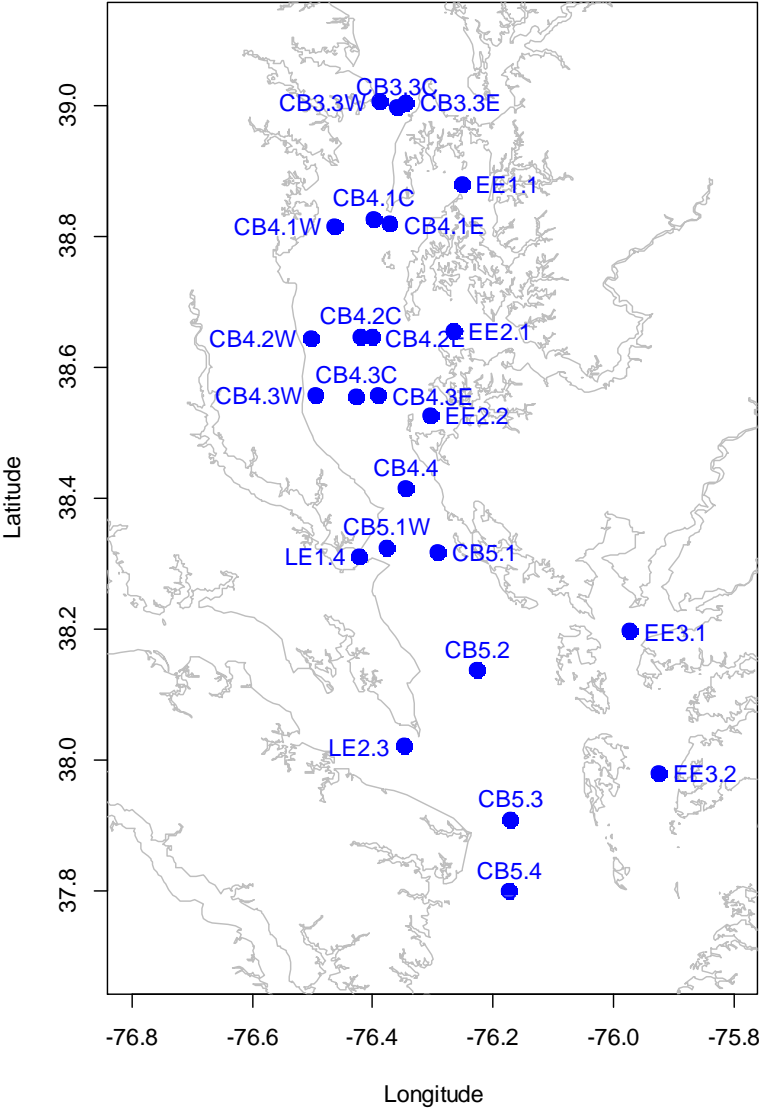 CB3.3C
CB3.3W
CB3.3E
39.0
EE1.1
CB4.1C
CB4.1W
CB4.1E
38.8
CB4.2C
CB4.2W
CB4.2E
EE2.1
38.6
CB4.3C
CB4.3W
CB4.3E
EE2.2
CB4.4
38.4
Latitude
CB5.1W
LE1.4
CB5.1
38.2
EE3.1
CB5.2
LE2.3
38.0
EE3.2
CB5.3
CB5.4
37.8
-76.8 -76.6 -76.4 -76.2 -76.0 -75.8
Longitude